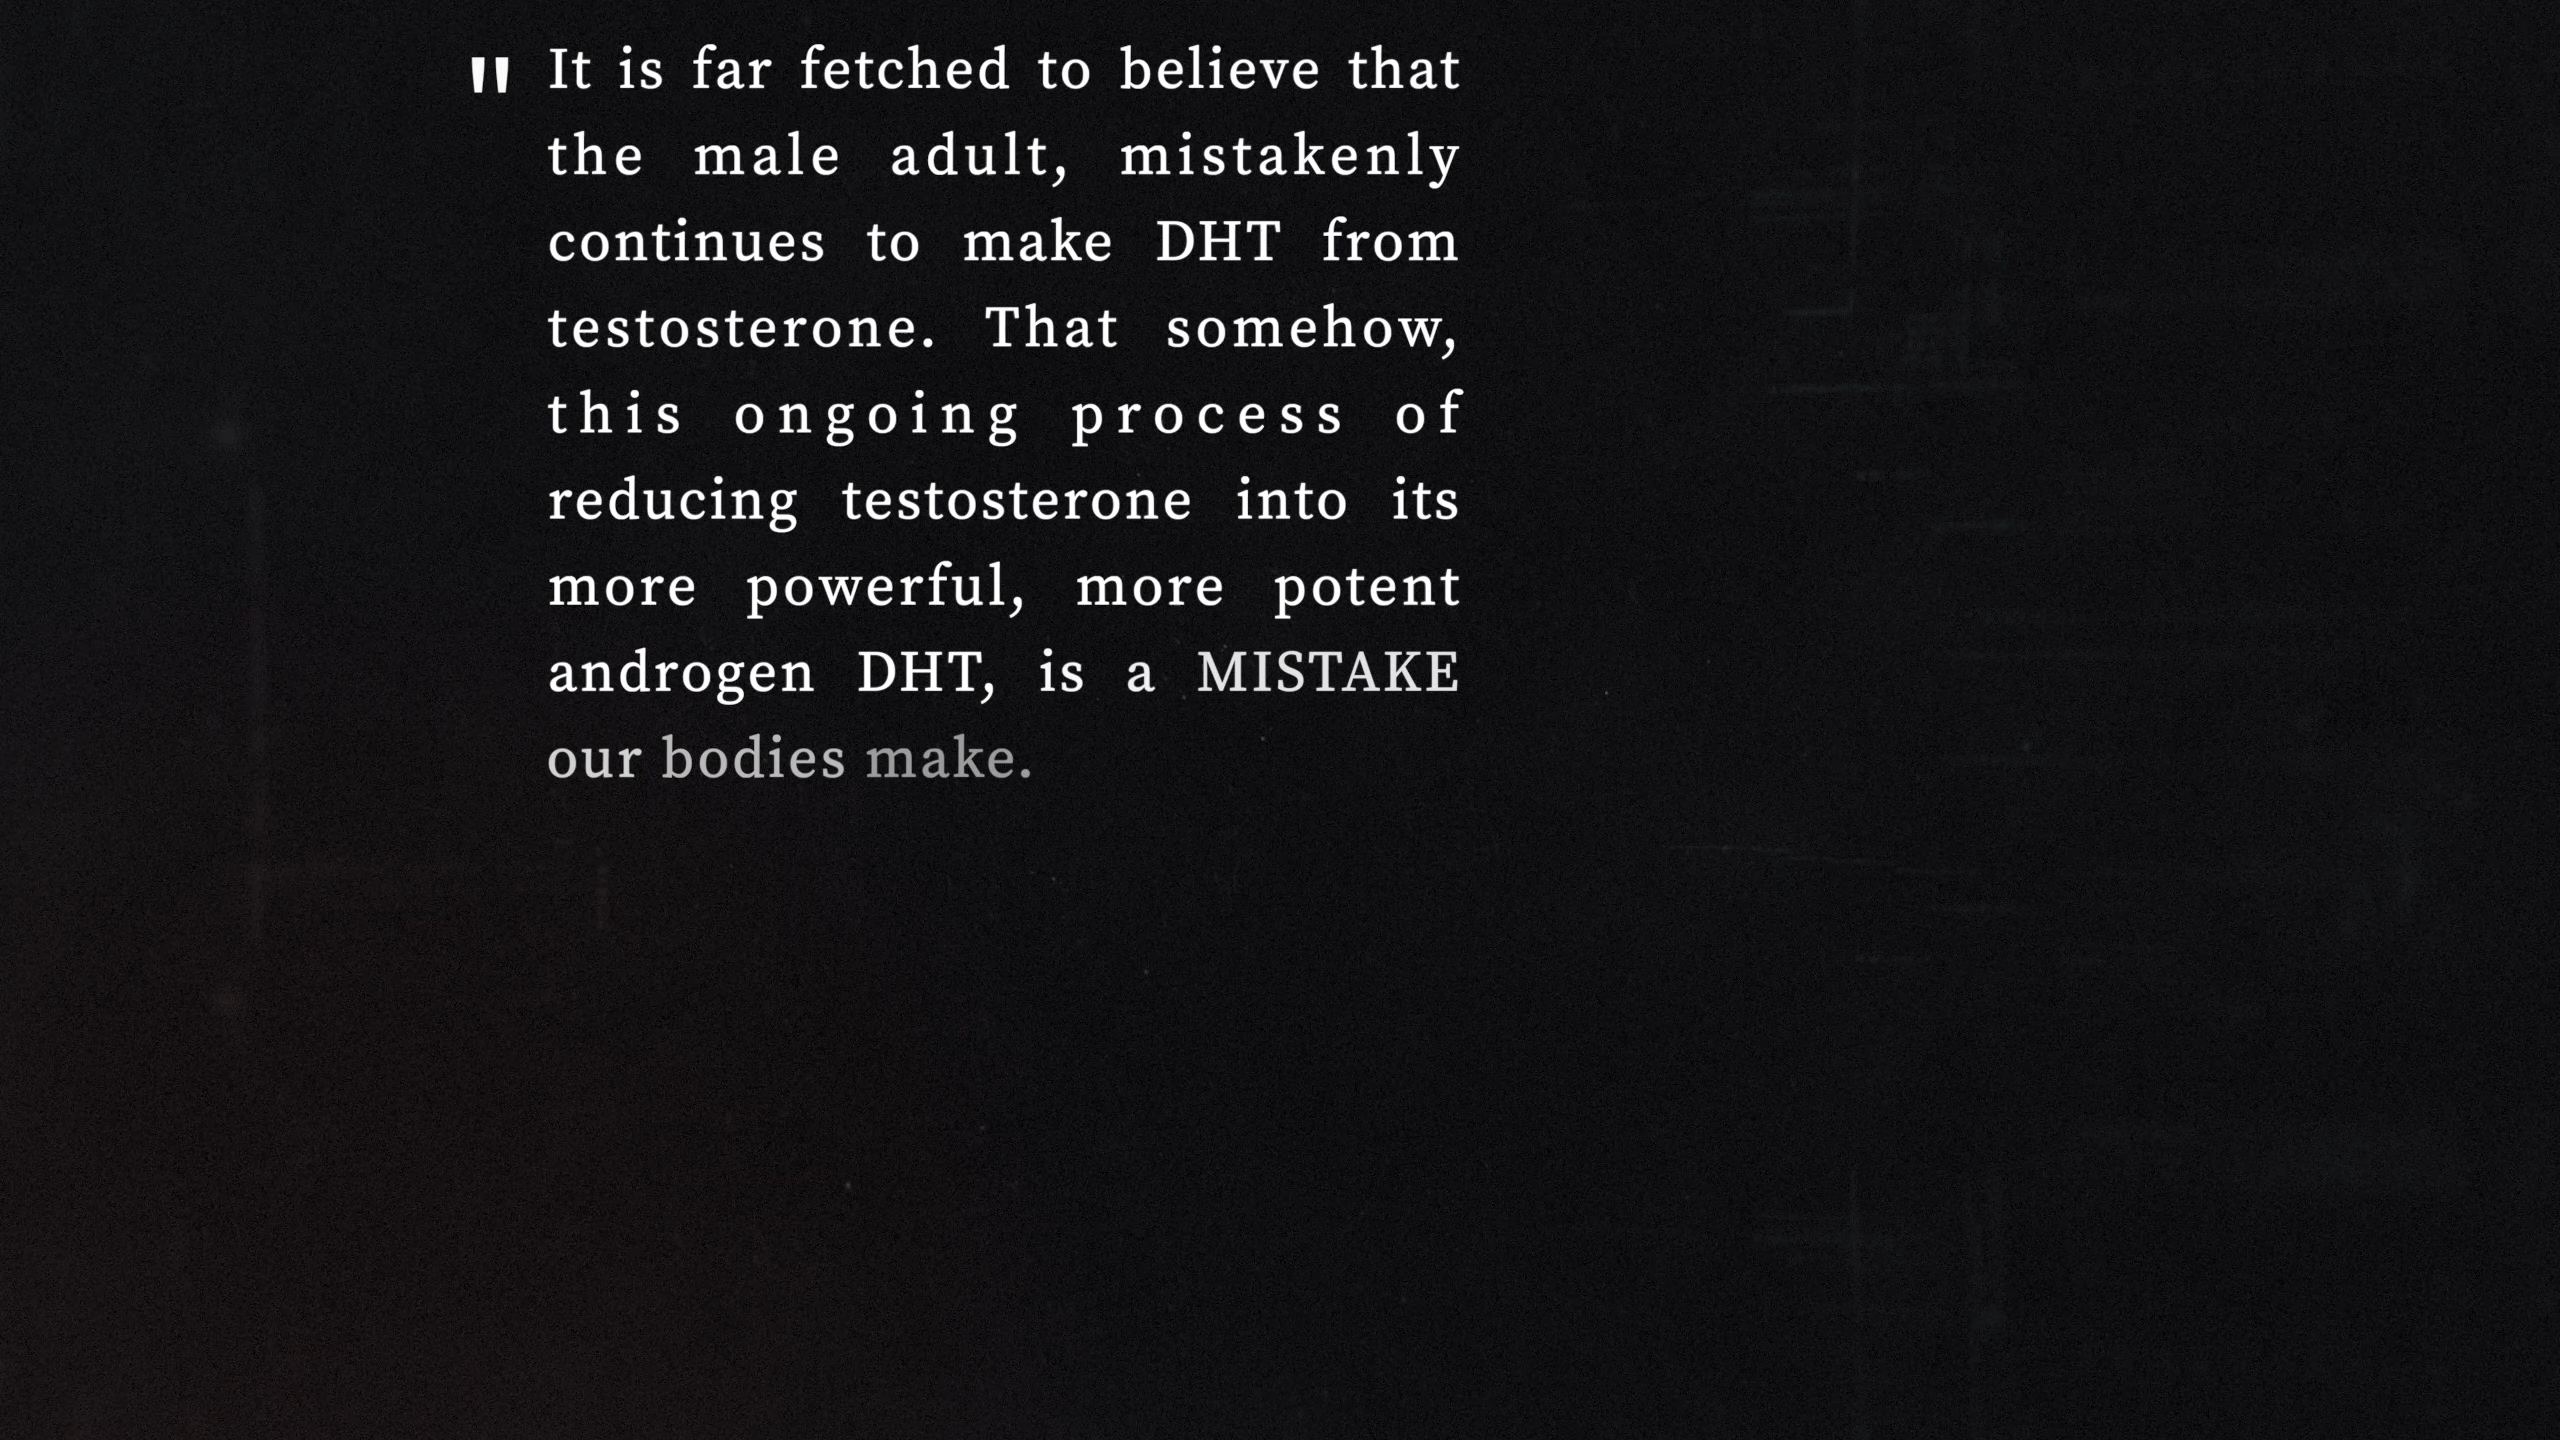 " It is far fetched to believe that
the male adult, mistakenly
continues to make DHT from
testosterone. That somehow,
this ongoing process of
reducing testosterone into its
more powerful, more potent
androgen DHT, is a MISTAKE
our bodies make.